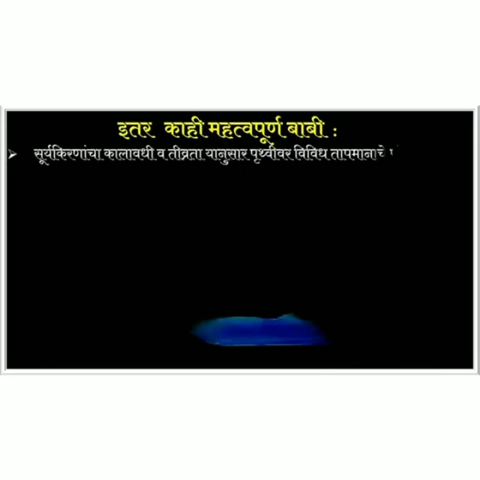 इतर काही महत्वपूर्ण बाबी :
➢ सूर्यकिरणांचा कालावधी व तीव्रता यानुसार पृथ्वीवर विविध तापमानाचे